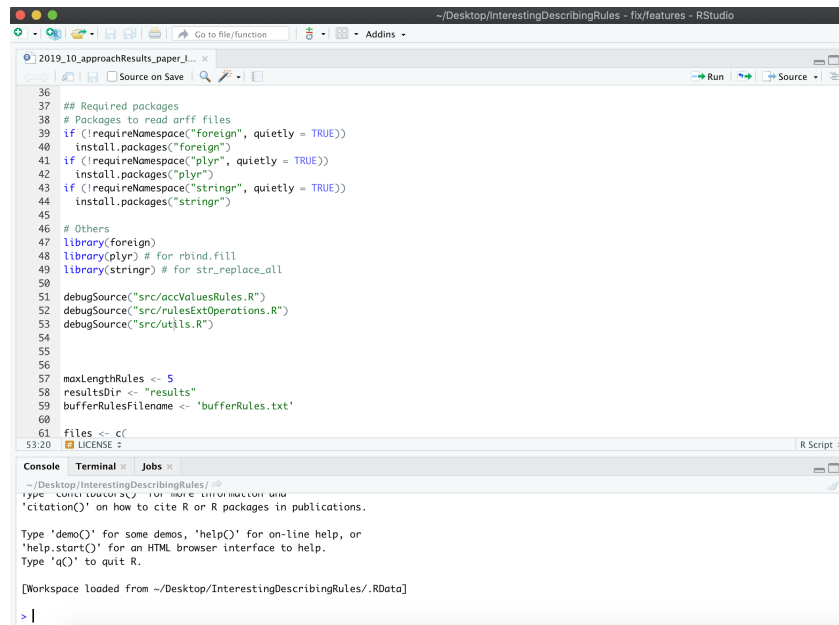 ~/Desktop/InterestingDescribingRules - fix/features - RStudio
Go to file/function
Addins
2019_10_approachResults_paper_I...
Source on Save
Run
Source
36
37 ## Required packages
38 # Packages to read arff files
39 if (!requireNamespace("foreign", quietly = TRUE))
40 install.packages("foreign")
41 if (!requireNamespace("plyr", quietly = TRUE))
42 install.packages("plyr")
43 if (!requireNamespace("stringr", quietly = TRUE))
44 install.packages("stringr")
45
46 # Others
47 library(foreign)
48 library(plyr) # for rbind.fill
49 library(stringr) # for str_replace_all
50
51 debugSource("src/accValuesRules.R")
52 debugSource("src/rulesExtOperations.R")
53 debugSource("src/utils.R")
54
55
56
57 maxLengthRules <- 5
58 resultsDir <- "results"
59 bufferRulesFilename <- 'bufferRules.txt'
60
61 files <- c(
53:20 # LICENSE
R Script
Console Terminal Jobs
~/Desktop/InterestingDescribingRules/
Type 'contributors()' for more information and
'citation()' on how to cite R or R packages in publications.
Type 'demo()' for some demos, 'help()' for on-line help, or
'help.start()' for an HTML browser interface to help.
Type 'q()' to quit R.
[Workspace loaded from ~/Desktop/InterestingDescribingRules/.RData]
>